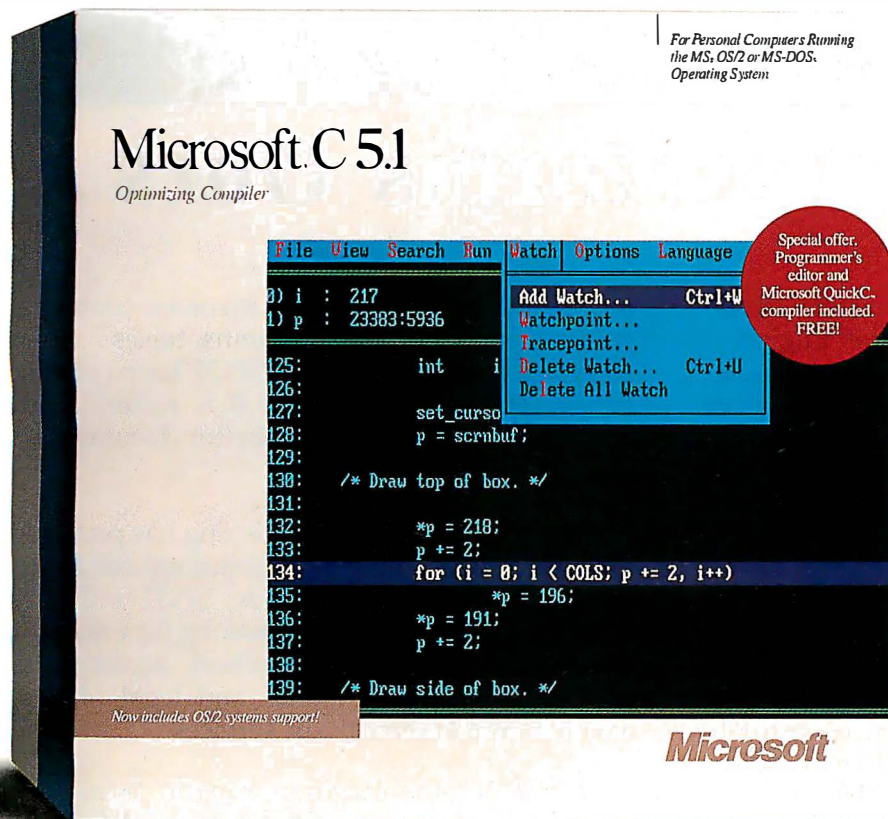 For Personal Computers Running
the MS® OS/2 or MS-DOS®
Operating System
Microsoft® C 5.1
Optimizing Compiler
Special offer.
Programmer's
editor and
Microsoft QuickC™
compiler included.
FREE!
File View Search Run Watch Options Language
0) i : 217
1) p : 23383:5936
Add Watch... Ctrl+W
Watchpoint...
Tracepoint...
Delete Watch... Ctrl+U
Delete All Watch
125: int i
126:
127: set_curso
128: p = scrnbuf;
129:
130: /* Draw top of box. */
131:
132: *p = 218;
133: p += 2;
134: for (i = 0; i < COLS; p += 2, i++)
135: *p = 196;
136: *p = 191;
137: p += 2;
138:
139: /* Draw side of box. */
Now includes OS/2 systems support!
Microsoft